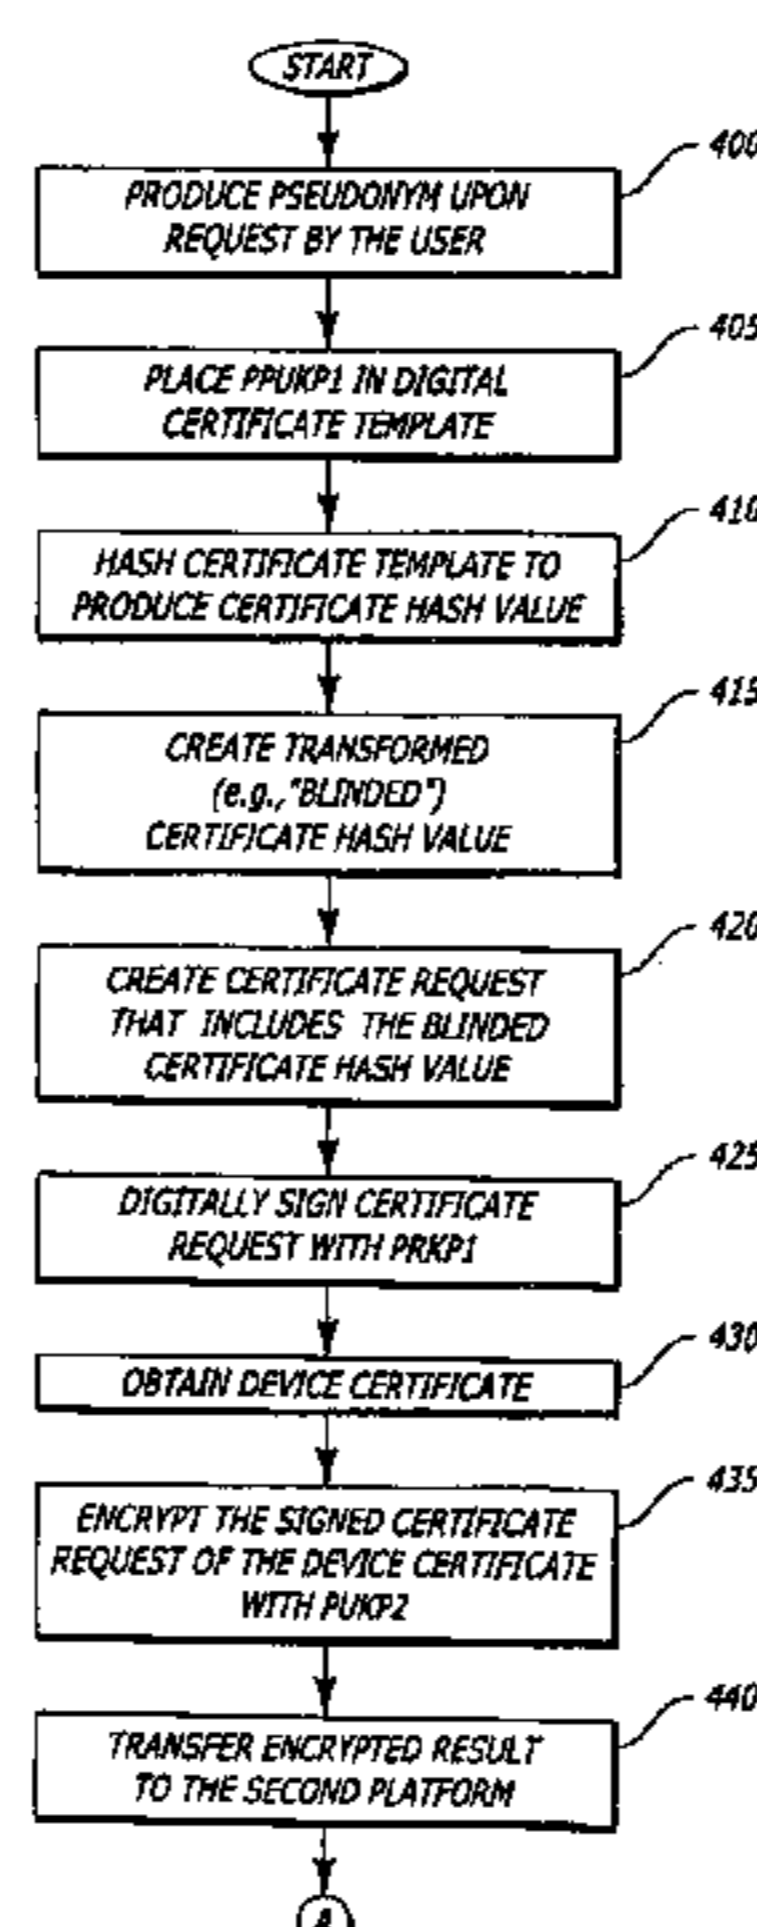 START
400
PRODUCE PSEUDONYM UPON
REQUEST BY THE USER
405
PLACE PPUKP1 IN DIGITAL
CERTIFICATE TEMPLATE
410
HASH CERTIFICATE TEMPLATE TO
PRODUCE CERTIFICATE HASH VALUE
415
CREATE TRANSFORMED
(e.g.,"BLINDED")
CERTIFICATE HASH VALUE
420
CREATE CERTIFICATE REQUEST
THAT INCLUDES THE BLINDED
CERTIFICATE HASH VALUE
425
DIGITALLY SIGN CERTIFICATE
REQUEST WITH PRKP1
430
OBTAIN DEVICE CERTIFICATE
435
ENCRYPT THE SIGNED CERTIFICATE
REQUEST OF THE DEVICE CERTIFICATE
WITH PUKP2
440
TRANSFER ENCRYPTED RESULT
TO THE SECOND PLATFORM